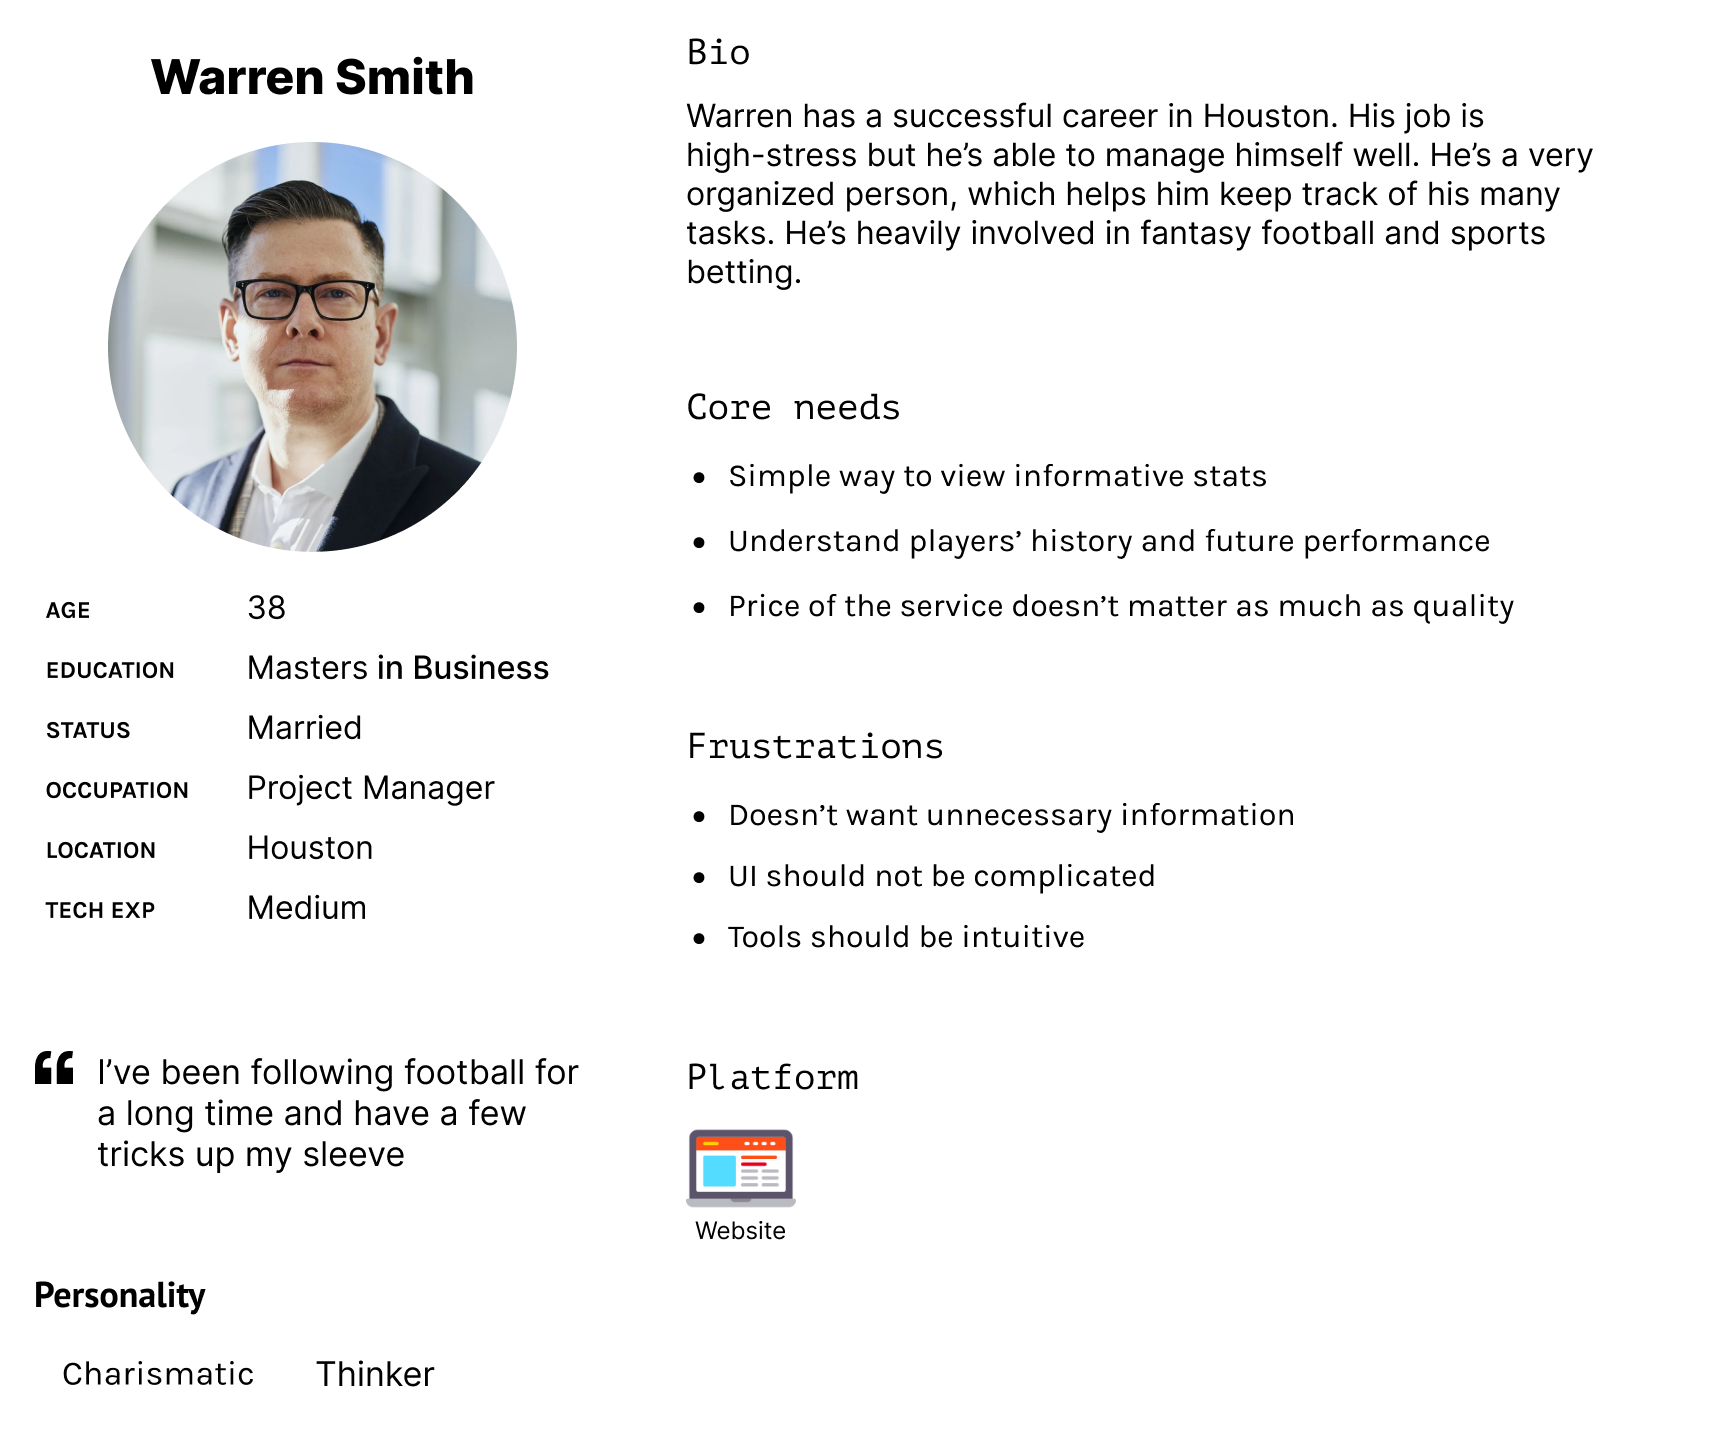 Warren Smith
AGE 38
EDUCATION Masters in Business
STATUS Married
OCCUPATION Project Manager
LOCATION Houston
TECH EXP Medium
“ I’ve been following football for
a long time and have a few
tricks up my sleeve
Personality
Charismatic Thinker
Bio
Warren has a successful career in Houston. His job is
high-stress but he’s able to manage himself well. He’s a very
organized person, which helps him keep track of his many
tasks. He’s heavily involved in fantasy football and sports
betting.
Core needs
• Simple way to view informative stats
• Understand players’ history and future performance
• Price of the service doesn’t matter as much as quality
Frustrations
• Doesn’t want unnecessary information
• UI should not be complicated
• Tools should be intuitive
Platform
Website